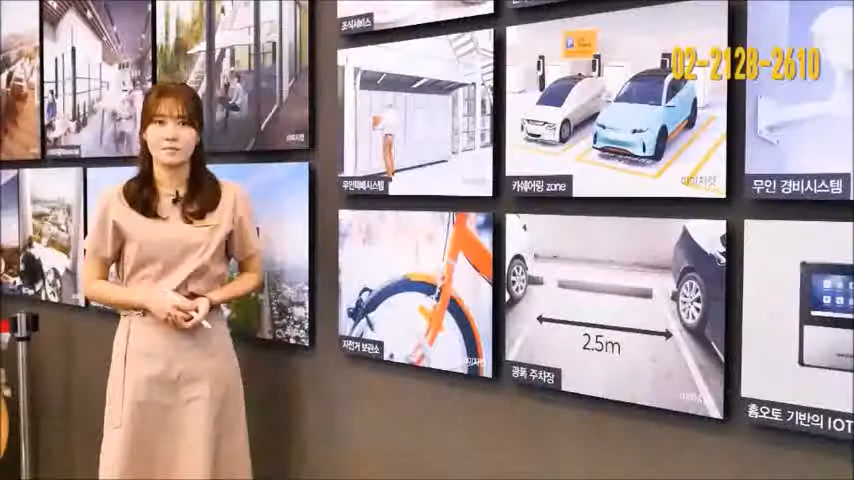 조식서비스
02-2128-2610
무인택배시스템
카쉐어링 zone
무인 경비시스템
자전거 보관소
2.5m
광폭 주차장
홈오토 기반의 IOT